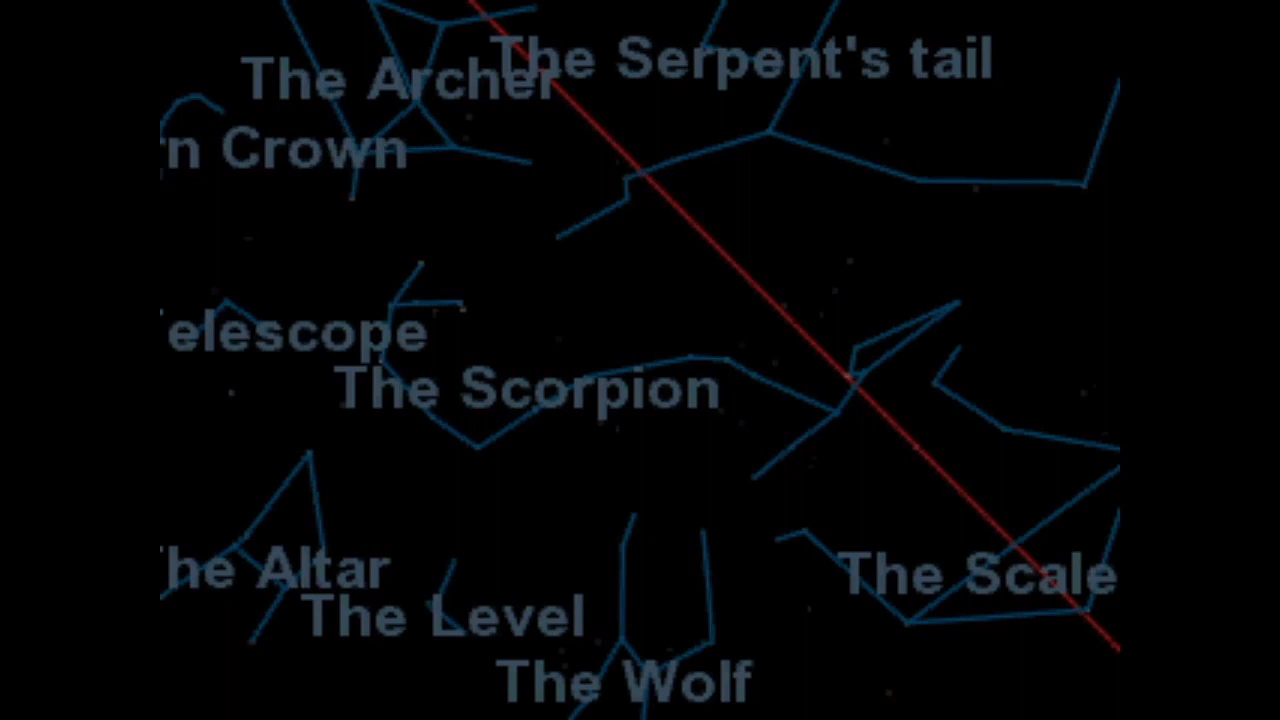 The Serpent's tail
The Archer
n Crown
elescope
The Scorpion
he Altar
The Scale
The Level
The Wolf